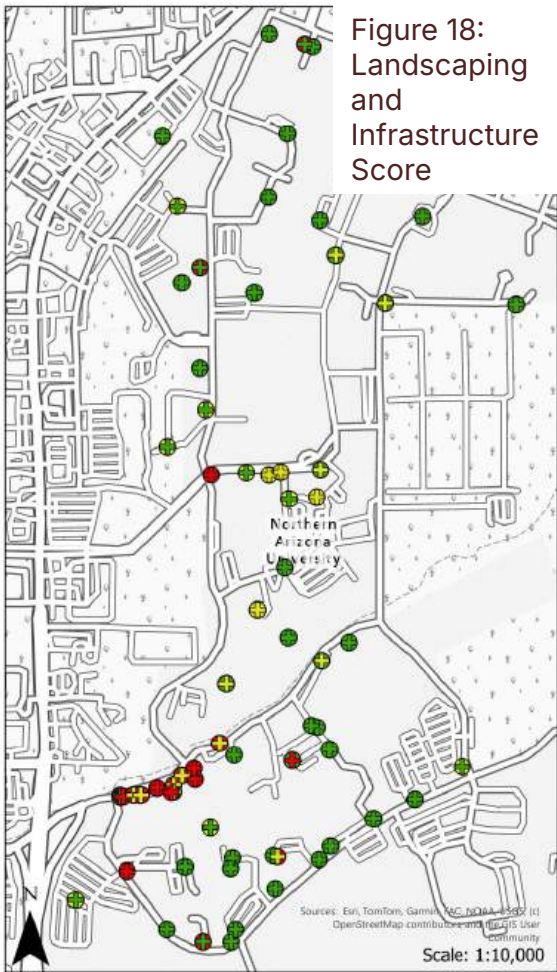 Figure 18:
Landscaping
and
Infrastructure
Score
Northern
Arizona
University
N
Sources: Esri, TomTom, Garmin, FAO, NOAA, USGS, (c)
OpenStreetMap contributors and the GIS User
Community
Scale: 1:10,000